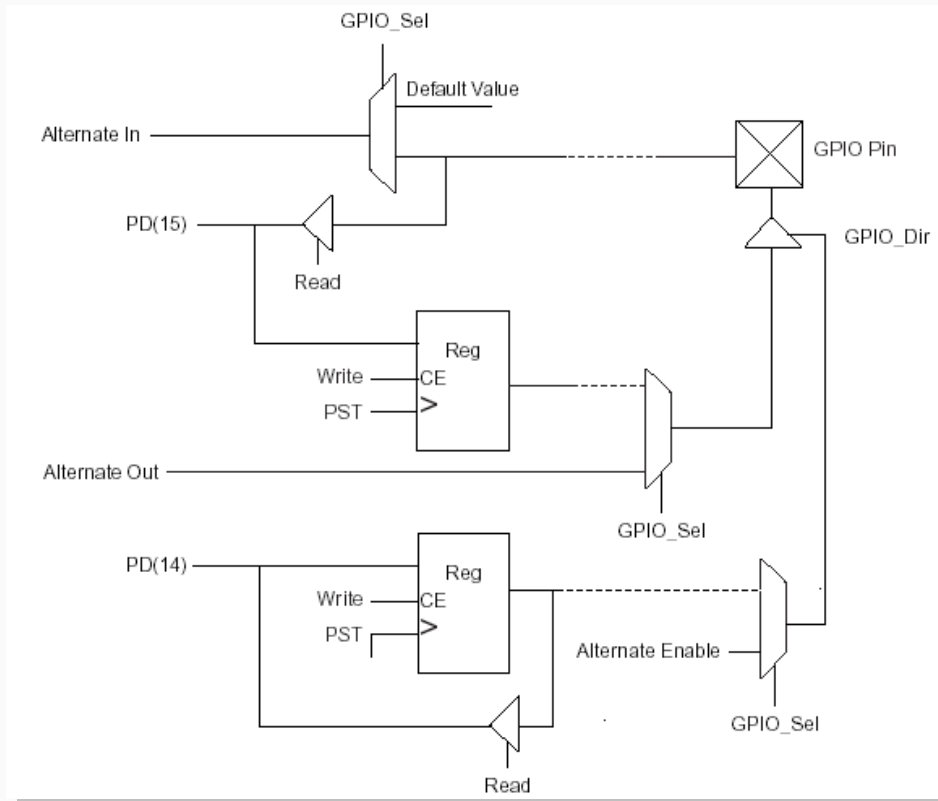 GPIO_Sel
Default Value
Alternate In
GPIO Pin
PD(15)
GPIO_Dir
Read
Reg
Write
CE
PST
>
Alternate Out
GPIO_Sel
PD(14)
Reg
Write
CE
PST
>
Alternate Enable
GPIO_Sel
Read